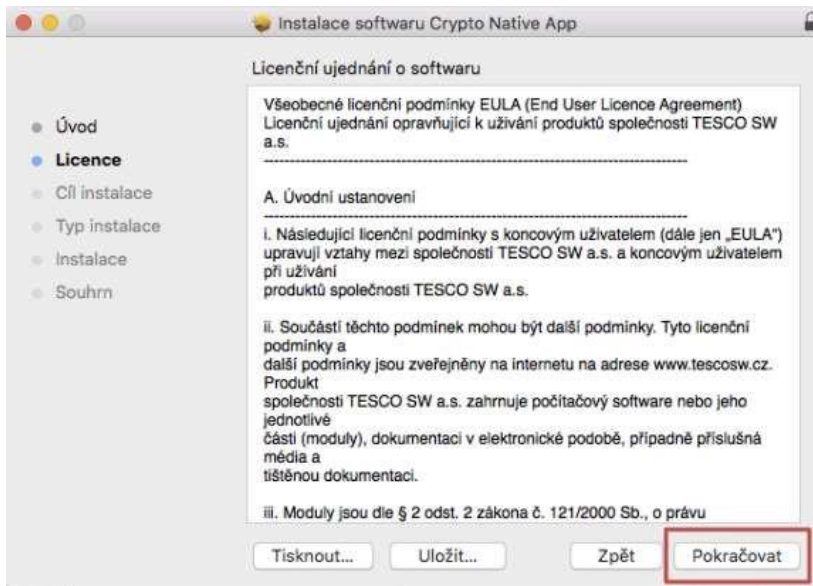 Instalace softwaru Crypto Native App
Licenční ujednání o softwaru
Úvod
Licence
Cíl instalace
Typ instalace
Instalace
Souhrn
Všeobecné licenční podmínky EULA (End User Licence Agreement)
Licenční ujednání opravňující k užívání produktů společnosti TESCO SW
a.s.
--------------------------------------------------------------------------------
A. Úvodní ustanovení
--------------------------------------------------------------------------------
i. Následující licenční podmínky s koncovým uživatelem (dále jen „EULA“)
upravují vztahy mezi společností TESCO SW a.s. a koncovým uživatelem
při užívání
produktů společnosti TESCO SW a.s.
ii. Součástí těchto podmínek mohou být další podmínky. Tyto licenční
podmínky a
další podmínky jsou zveřejněny na internetu na adrese www.tescosw.cz.
Produkt
společnosti TESCO SW a.s. zahrnuje počítačový software nebo jeho
jednotlivé
části (moduly), dokumentaci v elektronické podobě, případně příslušná
média a
tištěnou dokumentaci.
iii. Moduly jsou dle § 2 odst. 2 zákona č. 121/2000 Sb., o právu
Tisknout... Uložit... Zpět Pokračovat